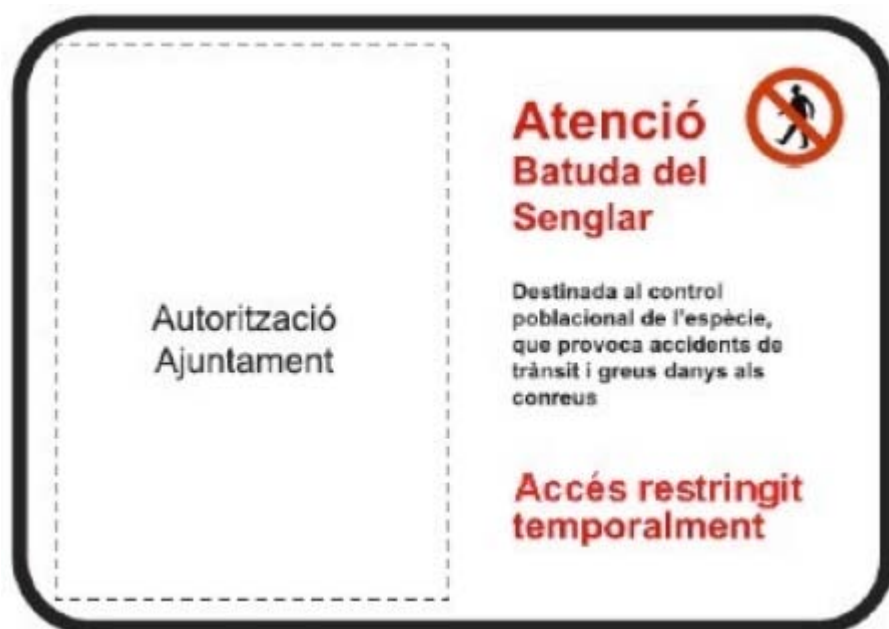 Autorització
Ajuntament
Atenció
Batuda del
Senglar
Destinada al control
poblacional de l'espècie,
que provoca accidents de
trànsit i greus danys als
conreus
Accés restringit
temporalment